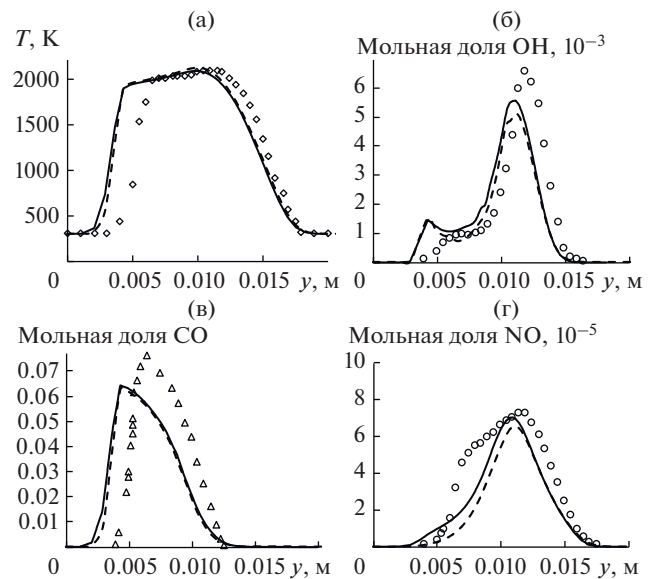 (а)
T, K
2000
1500
1000
500
0 0.005 0.010 0.015 y, м
(б)
Мольная доля OH, 10⁻³
6
5
4
3
2
1
0 0.005 0.010 0.015 y, м
(в)
Мольная доля CO
0.07
0.06
0.05
0.04
0.03
0.02
0.01
0 0.005 0.010 0.015 y, м
(г)
Мольная доля NO, 10⁻⁵
10
8
6
4
2
0 0.005 0.010 0.015 y, м